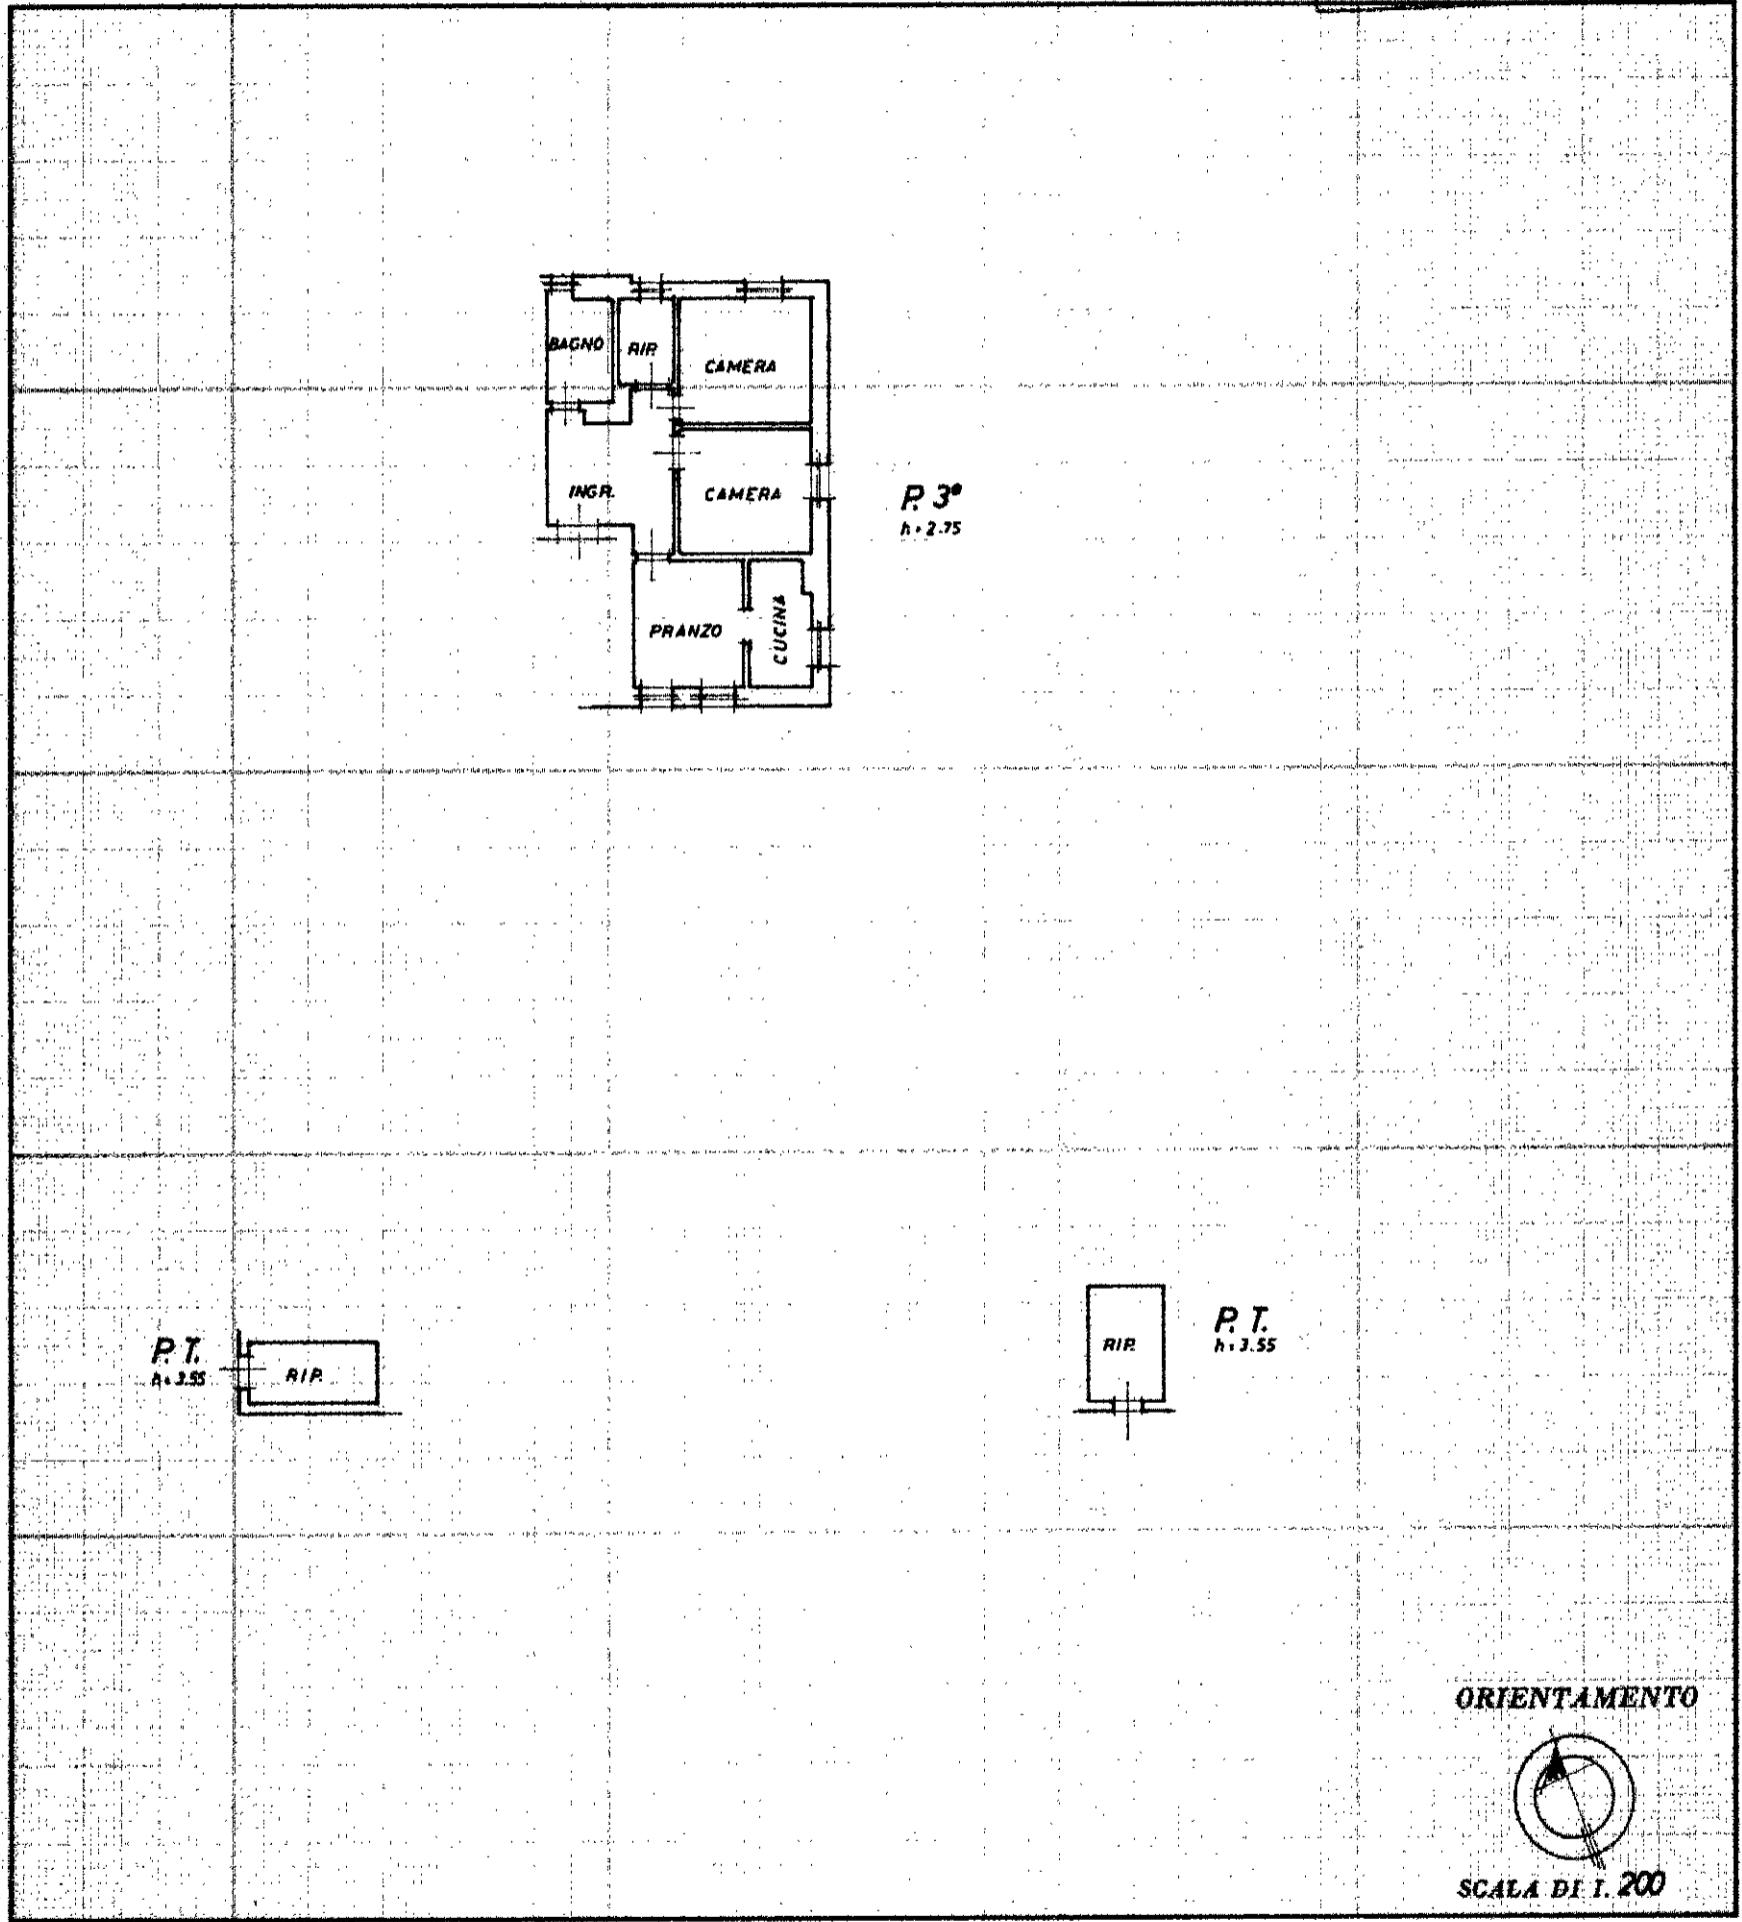 BAGNO
RIP.
CAMERA
INGR.
CAMERA
P. 3°
h=2.75
PRANZO
CUCINA
P. T.
h=3.55
RIP.
RIP.
P. T.
h=3.55
ORIENTAMENTO
SCALA DI 1: 200